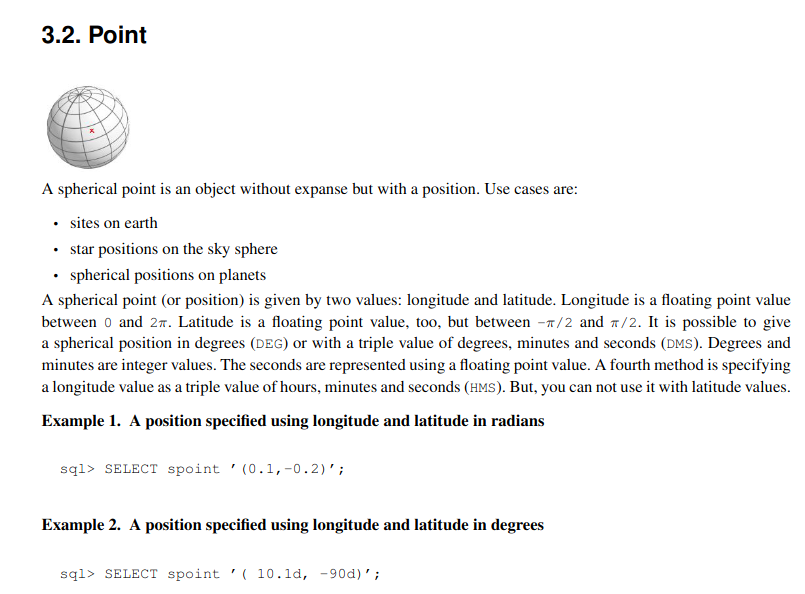 3.2. Point
x
A spherical point is an object without expanse but with a position. Use cases are:
• sites on earth
• star positions on the sky sphere
• spherical positions on planets
A spherical point (or position) is given by two values: longitude and latitude. Longitude is a floating point value
between 0 and 2π. Latitude is a floating point value, too, but between -π/2 and π/2. It is possible to give
a spherical position in degrees (DEG) or with a triple value of degrees, minutes and seconds (DMS). Degrees and
minutes are integer values. The seconds are represented using a floating point value. A fourth method is specifying
a longitude value as a triple value of hours, minutes and seconds (HMS). But, you can not use it with latitude values.
Example 1. A position specified using longitude and latitude in radians
sql> SELECT spoint '(0.1,-0.2)';
Example 2. A position specified using longitude and latitude in degrees
sql> SELECT spoint '( 10.1d, -90d)';